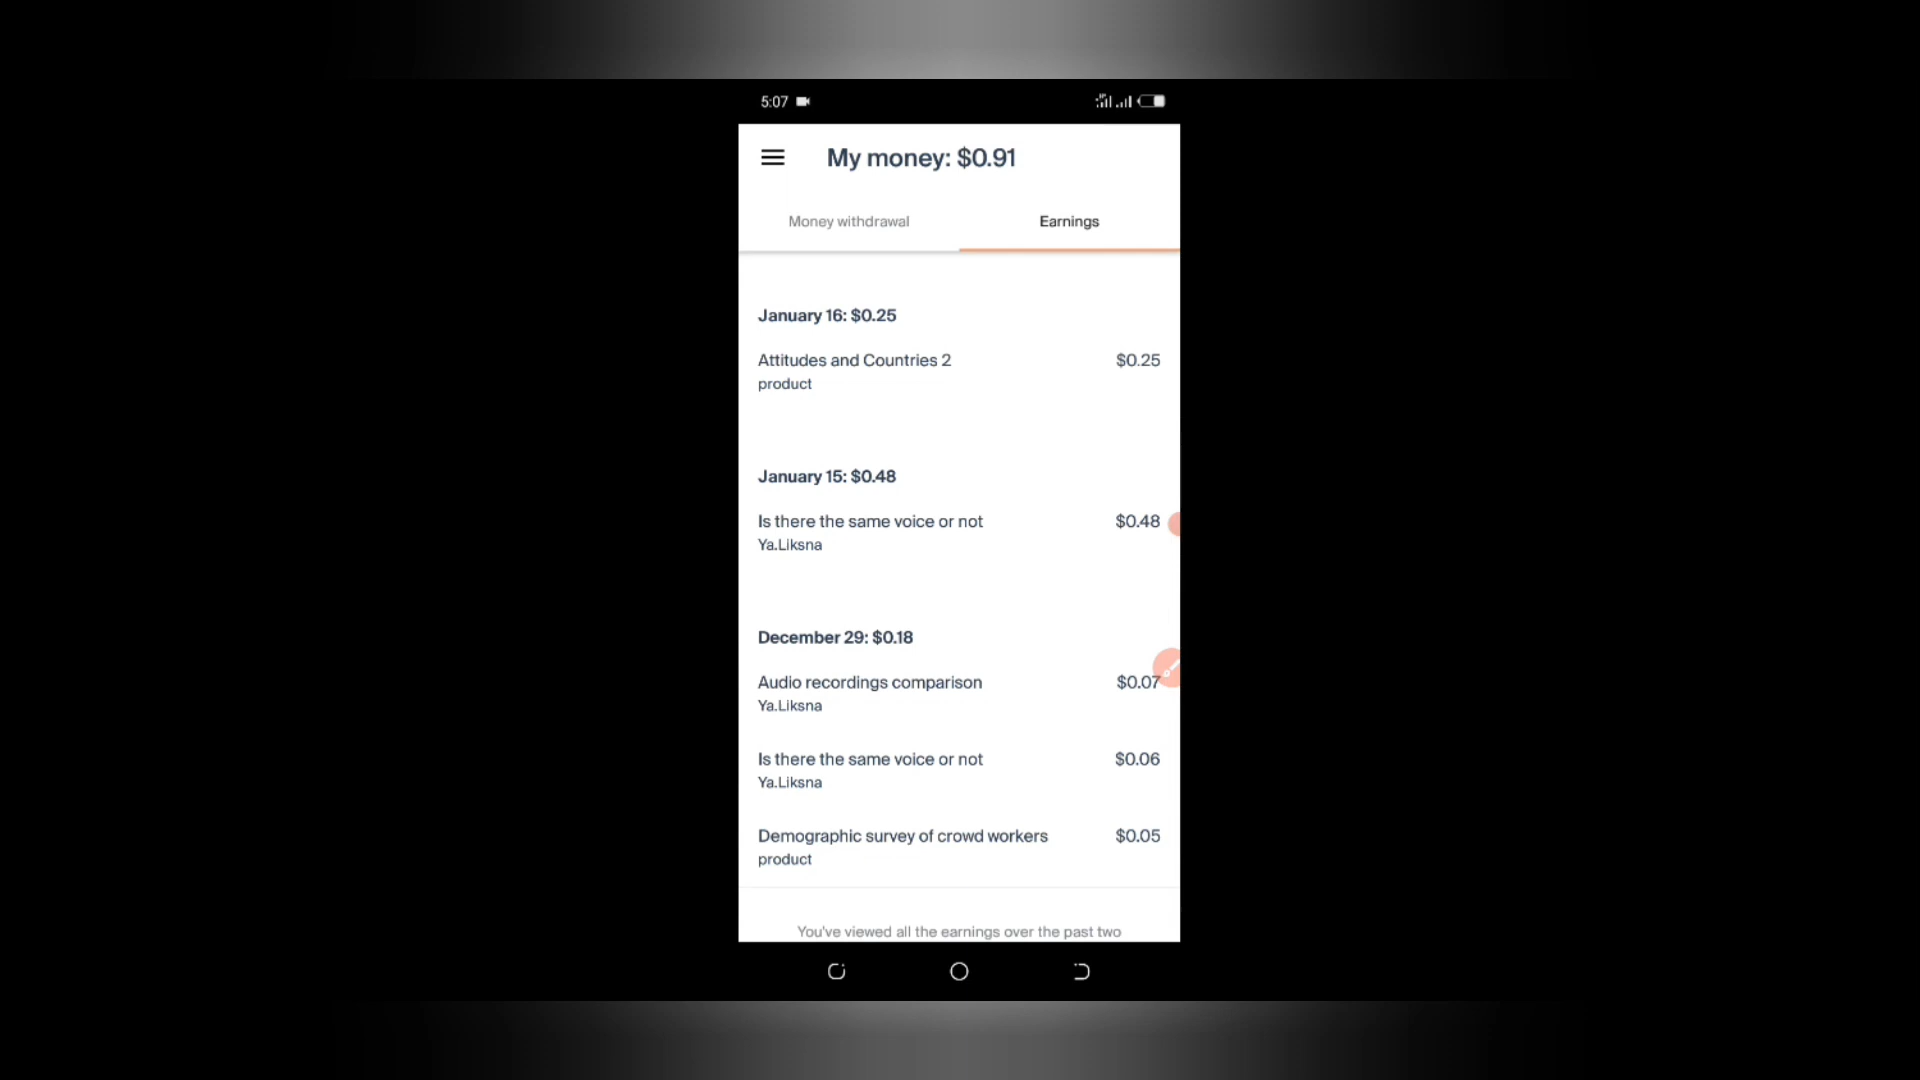 5:07
My money: $0.91
Money withdrawal
Earnings
January 16: $0.25
Attitudes and Countries 2 $0.25
product
January 15: $0.48
Is there the same voice or not $0.48
Ya.Liksna
December 29: $0.18
Audio recordings comparison $0.07
Ya.Liksna
Is there the same voice or not $0.06
Ya.Liksna
Demographic survey of crowd workers $0.05
product
You've viewed all the earnings over the past two